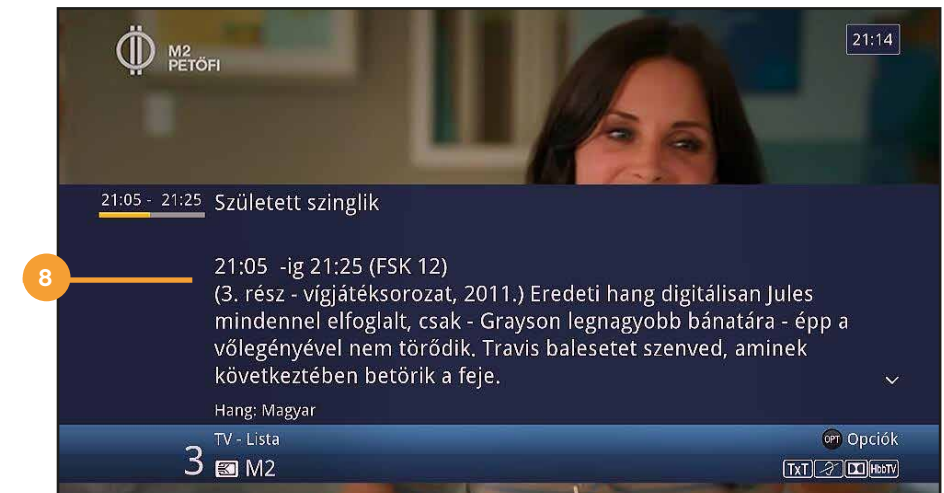 M2
PETŐFI
21:14
21:05 - 21:25 Született szinglik
8
21:05 -ig 21:25 (FSK 12)
(3. rész - vígjátéksorozat, 2011.) Eredeti hang digitálisan Jules
mindennel elfoglalt, csak - Grayson legnagyobb bánatára - épp a
vőlegényével nem törődik. Travis balesetet szenved, aminek
következtében betörik a feje.
Hang: Magyar
TV - Lista
OPT Opciók
3 M2
TXT HbbTV